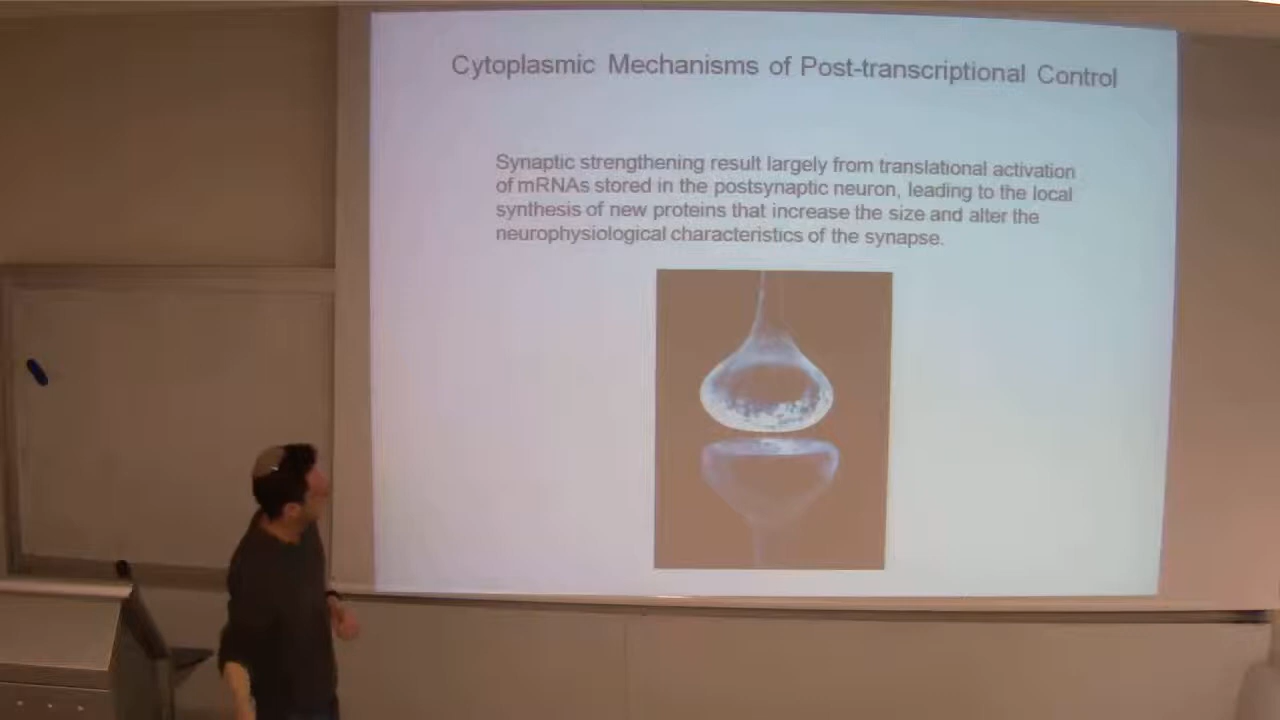 Cytoplasmic Mechanisms of Post-transcriptional Control
Synaptic strengthening result largely from translational activation
of mRNAs stored in the postsynaptic neuron, leading to the local
synthesis of new proteins that increase the size and alter the
neurophysiological characteristics of the synapse.